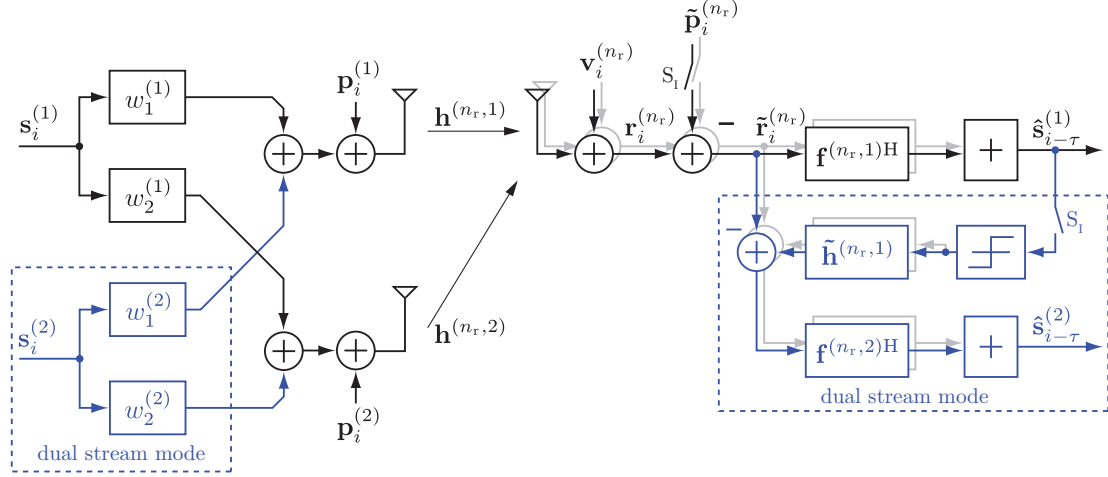 s_i^{(1)}
w_1^{(1)}
w_2^{(1)}
+
p_i^{(1)}
+
s_i^{(2)}
w_1^{(2)}
w_2^{(2)}
dual stream mode
+
+
p_i^{(2)}
h^{(n_r,1)}
h^{(n_r,2)}
v_i^{(n_r)}
+
r_i^{(n_r)}
p̃_i^{(n_r)}
S_I
+
−
r̃_i^{(n_r)}
f^{(n_r,1)H}
+
ŝ_{i−τ}^{(1)}
S_I
−
+
h̃^{(n_r,1)}
f^{(n_r,2)H}
+
ŝ_{i−τ}^{(2)}
dual stream mode